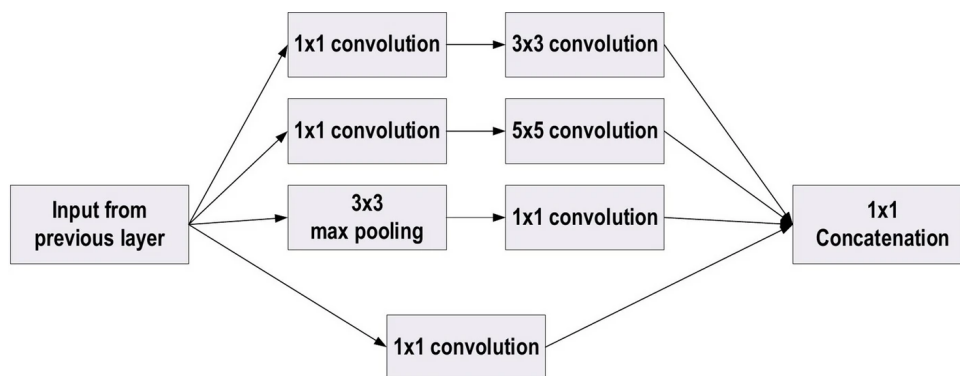 1x1 convolution
3x3 convolution
1x1 convolution
5x5 convolution
Input from
previous layer
3x3
max pooling
1x1 convolution
1x1
Concatenation
1x1 convolution